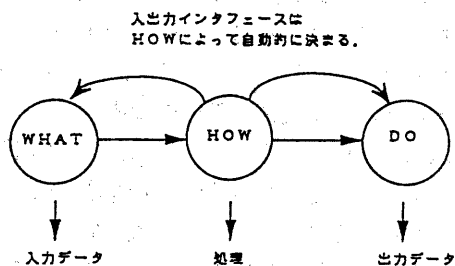 入出力インタフェースは
HOWによって自動的に決まる.
WHAT
HOW
DO
入力データ
処理
出力データ